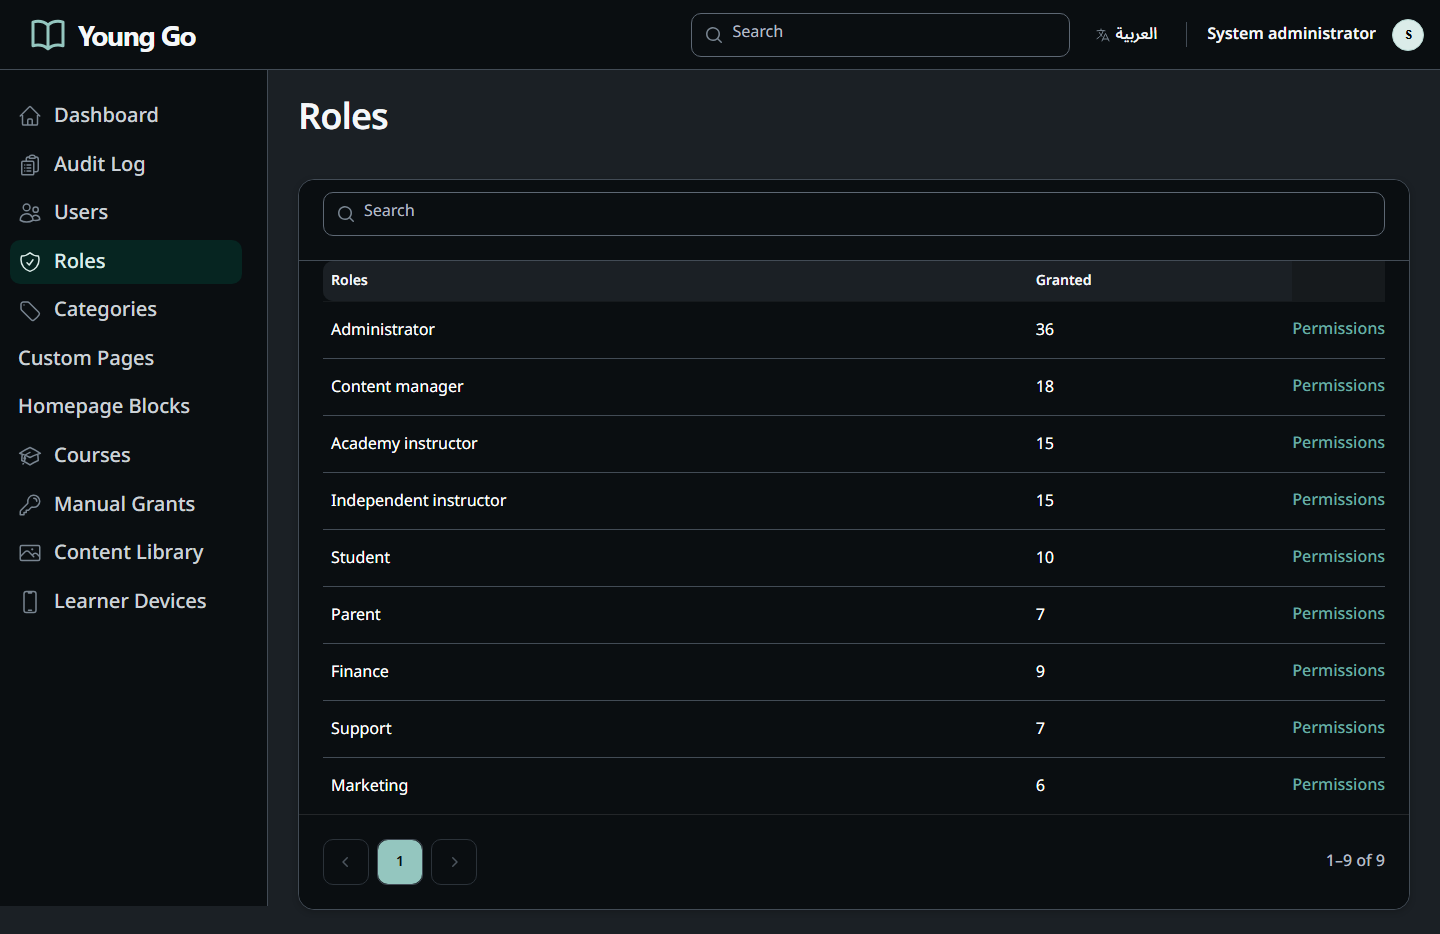 Young Go
Search
العربية
System administrator
S
Dashboard
Audit Log
Users
Roles
Categories
Custom Pages
Homepage Blocks
Courses
Manual Grants
Content Library
Learner Devices
Roles
Search
Roles Granted
Administrator 36 Permissions
Content manager 18 Permissions
Academy instructor 15 Permissions
Independent instructor 15 Permissions
Student 10 Permissions
Parent 7 Permissions
Finance 9 Permissions
Support 7 Permissions
Marketing 6 Permissions
1
1–9 of 9